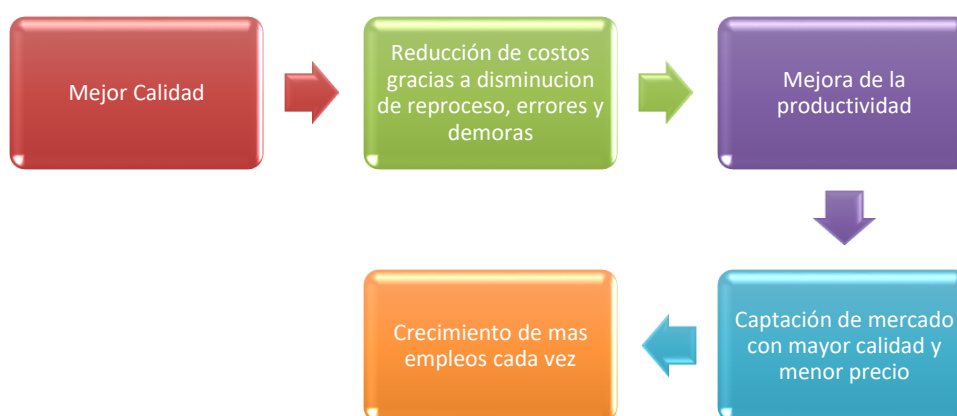 Mejor Calidad
Reducción de costos
gracias a disminucion
de reproceso, errores y
demoras
Mejora de la
productividad
Captación de mercado
con mayor calidad y
menor precio
Crecimiento de mas
empleos cada vez